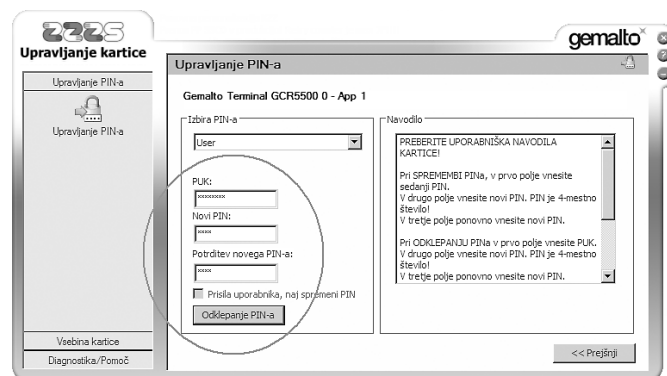 ZZZS
Upravljanje kartice
gemalto
Upravljanje PIN-a
Upravljanje PIN-a
Upravljanje PIN-a
Gemalto Terminal GCR5500 0 - App 1
Izbira PIN-a
User
PUK:
xxxxxxxx
Novi PIN:
xxxx
Potrditev novega PIN-a:
xxxx
Prisila uporabnika, naj spremeni PIN
Odklepanje PIN-a
Navodilo
PREBERITE UPORABNIŠKA NAVODILA
KARTICE!
Pri SPREMEMBI PINa, v prvo polje vnesite
sedanji PIN.
V drugo polje vnesite novi PIN. PIN je 4-mestno
število!
V tretje polje ponovno vnesite novi PIN.
Pri ODKLEPANJU PINa v prvo polje vnesite PUK.
V drugo polje vnesite novi PIN. PIN je 4-mestno
število!
V tretje polje ponovno vnesite novi PIN.
Vsebina kartice
Diagnostika/Pomoč
<< Prejšnji